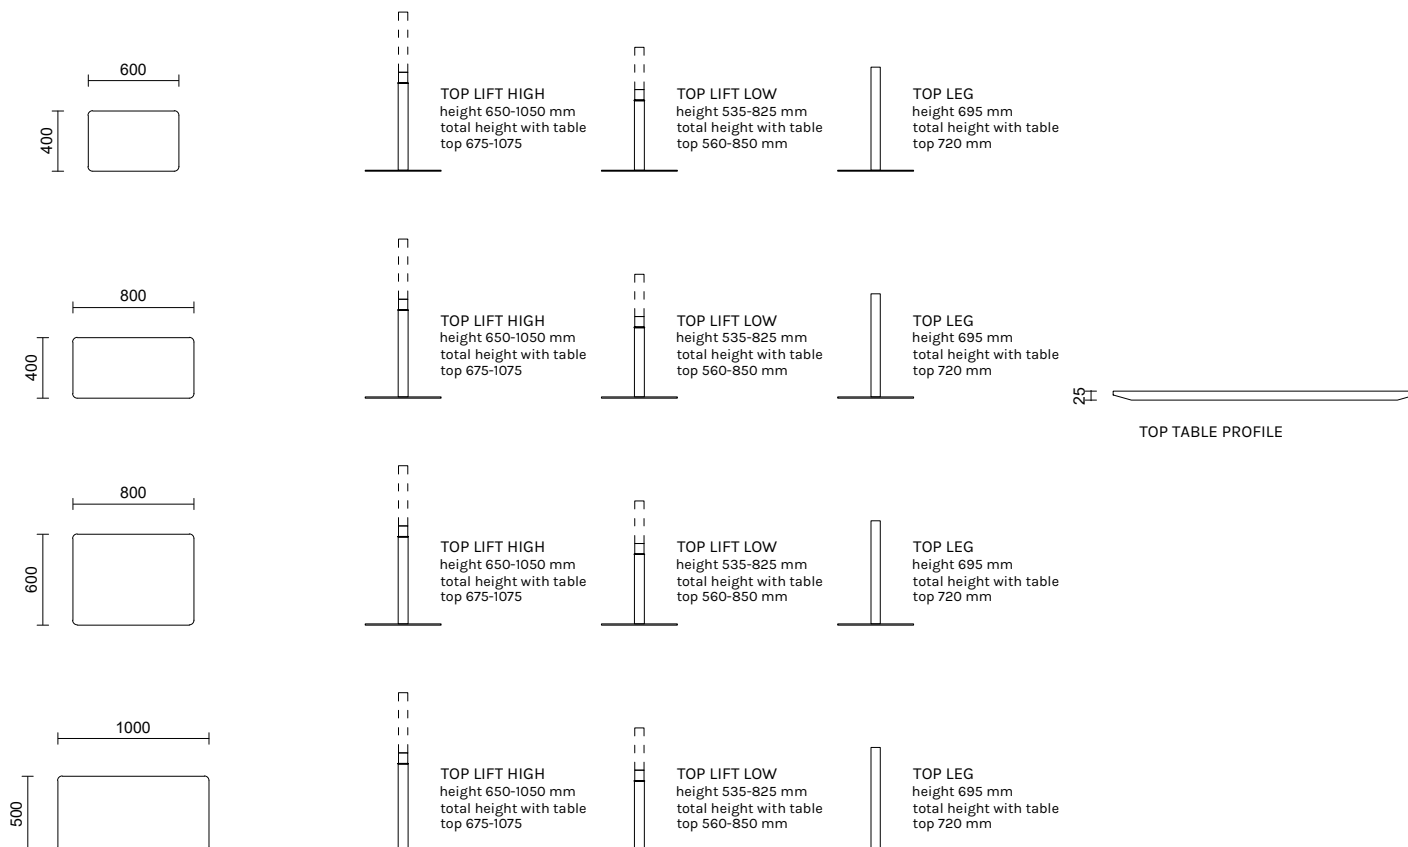 600
400
TOP LIFT HIGH
height 650-1050 mm
total height with table
top 675-1075
TOP LIFT LOW
height 535-825 mm
total height with table
top 560-850 mm
TOP LEG
height 695 mm
total height with table
top 720 mm
800
400
TOP LIFT HIGH
height 650-1050 mm
total height with table
top 675-1075
TOP LIFT LOW
height 535-825 mm
total height with table
top 560-850 mm
TOP LEG
height 695 mm
total height with table
top 720 mm
25
TOP TABLE PROFILE
800
600
TOP LIFT HIGH
height 650-1050 mm
total height with table
top 675-1075
TOP LIFT LOW
height 535-825 mm
total height with table
top 560-850 mm
TOP LEG
height 695 mm
total height with table
top 720 mm
1000
500
TOP LIFT HIGH
height 650-1050 mm
total height with table
top 675-1075
TOP LIFT LOW
height 535-825 mm
total height with table
top 560-850 mm
TOP LEG
height 695 mm
total height with table
top 720 mm